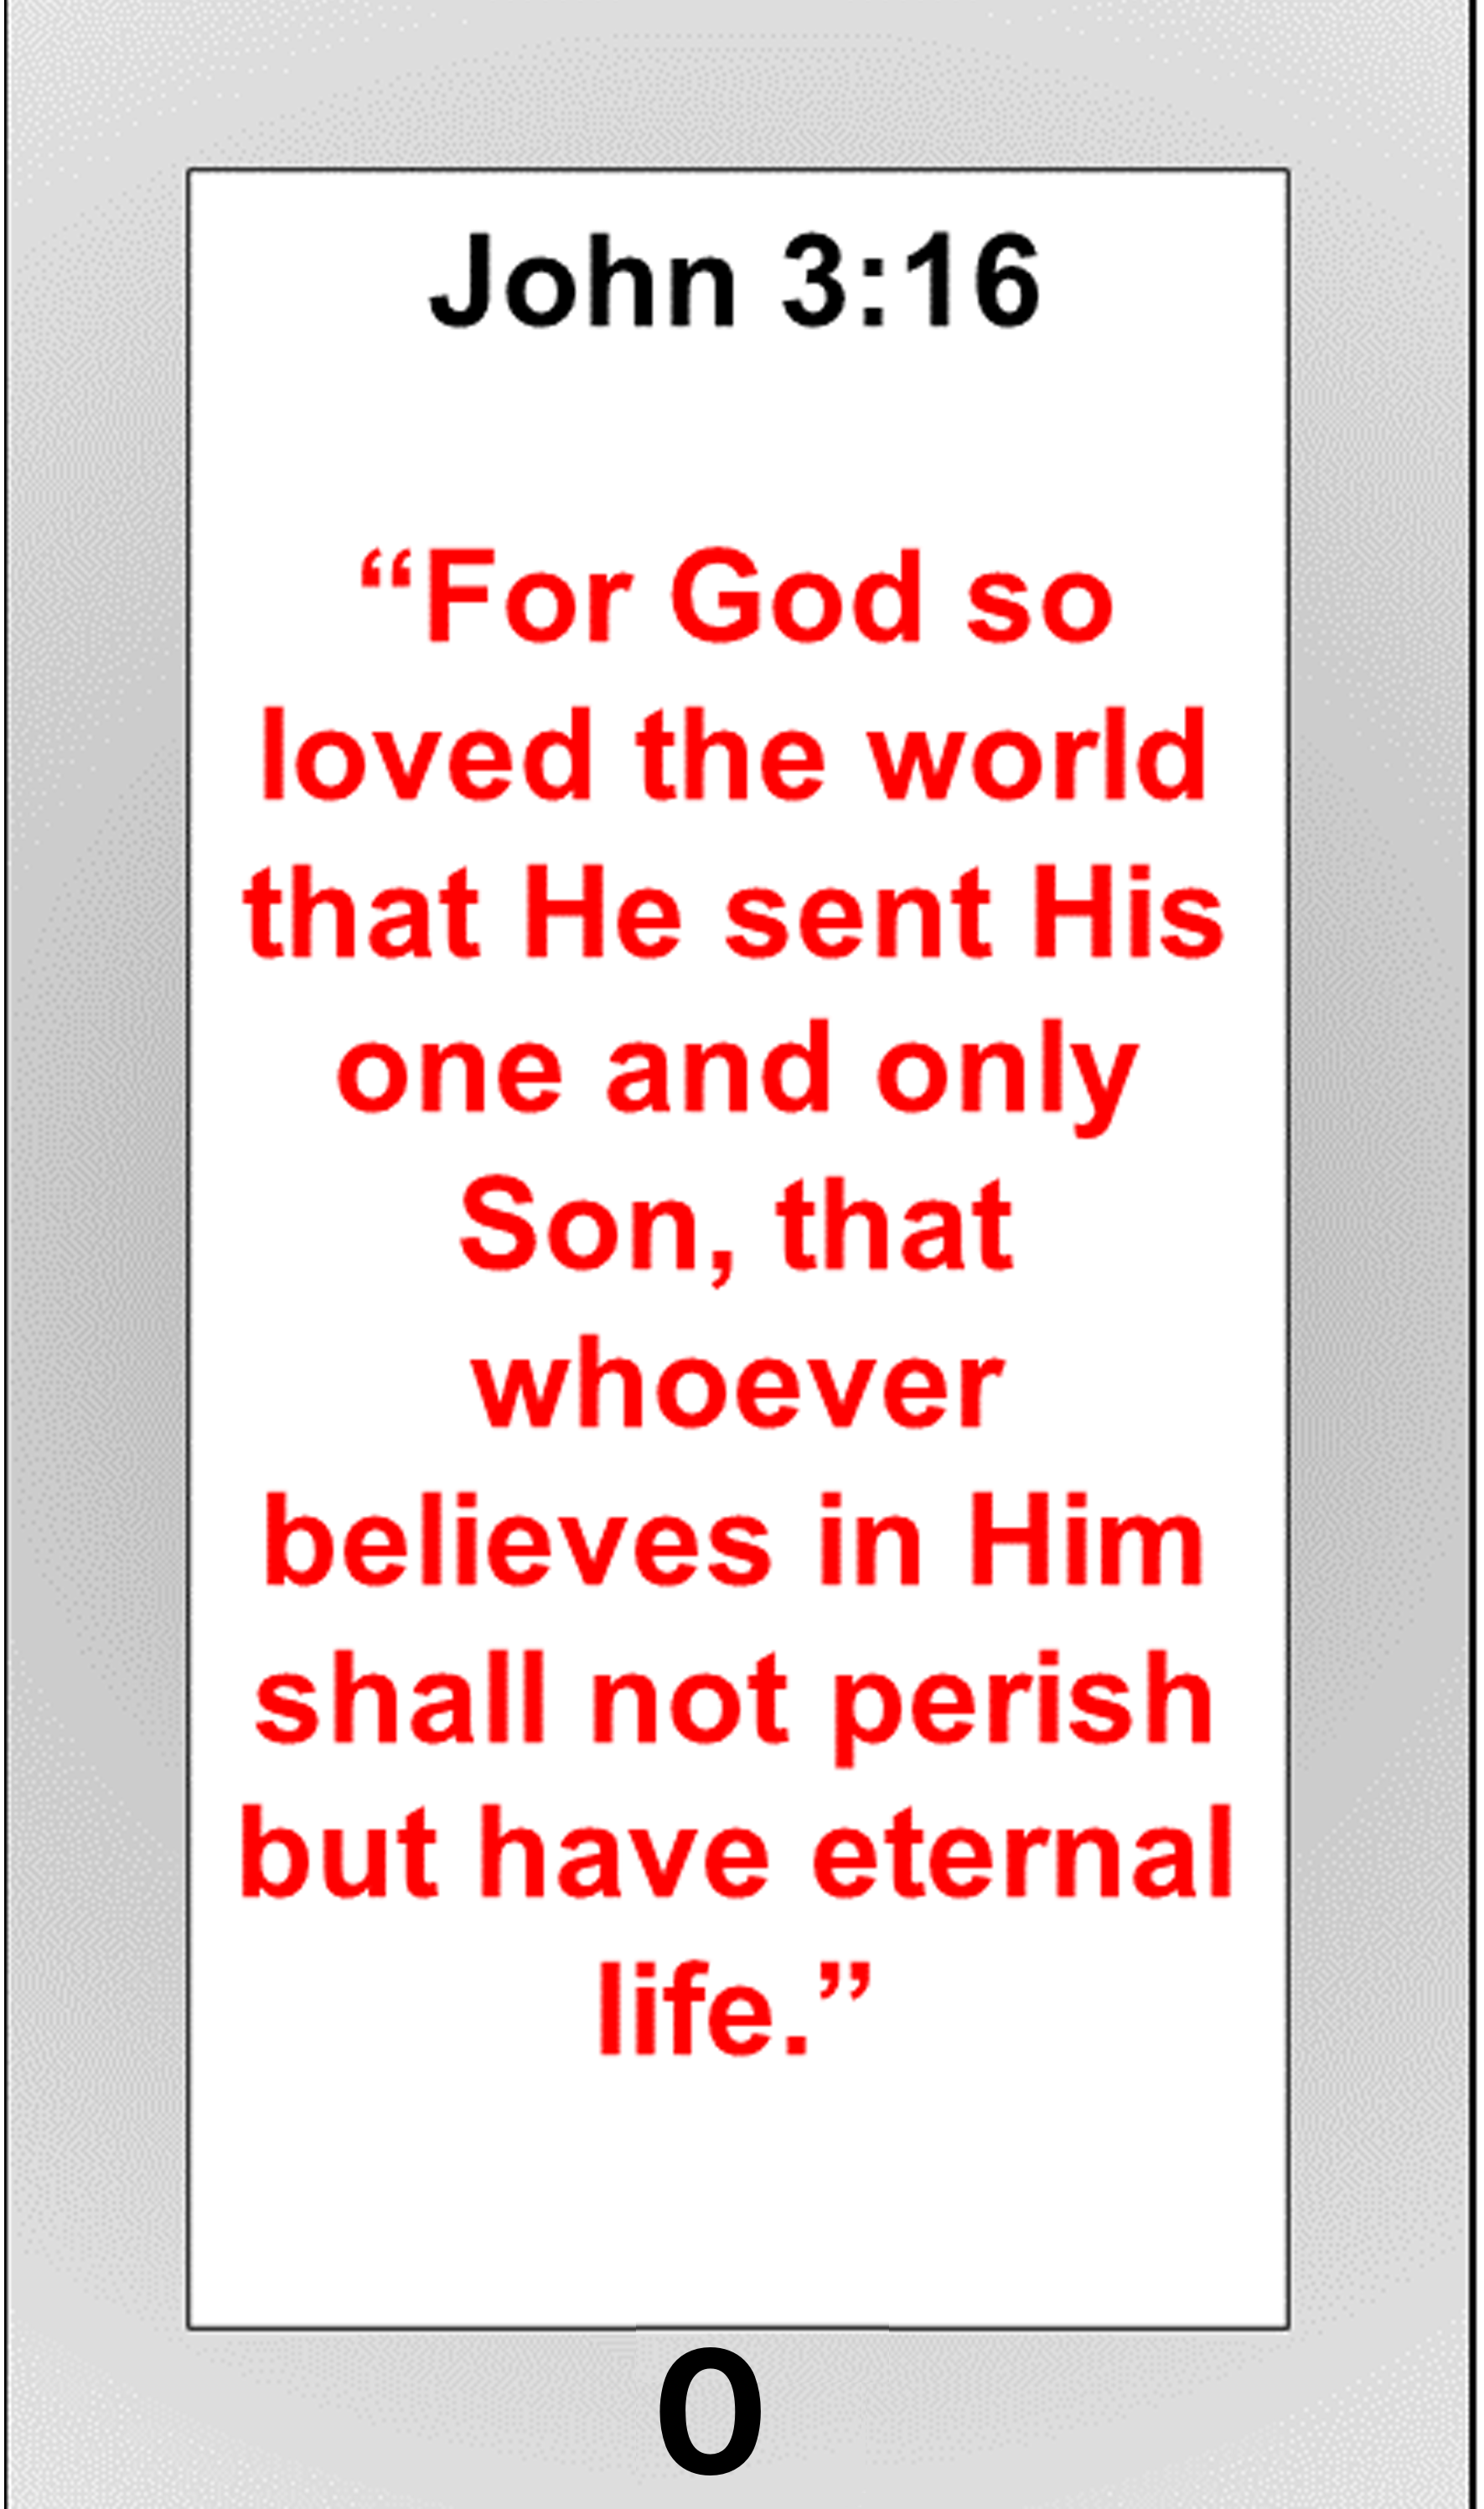 John 3:16
“For God so
loved the world
that He sent His
one and only
Son, that
whoever
believes in Him
shall not perish
but have eternal
life.”
0